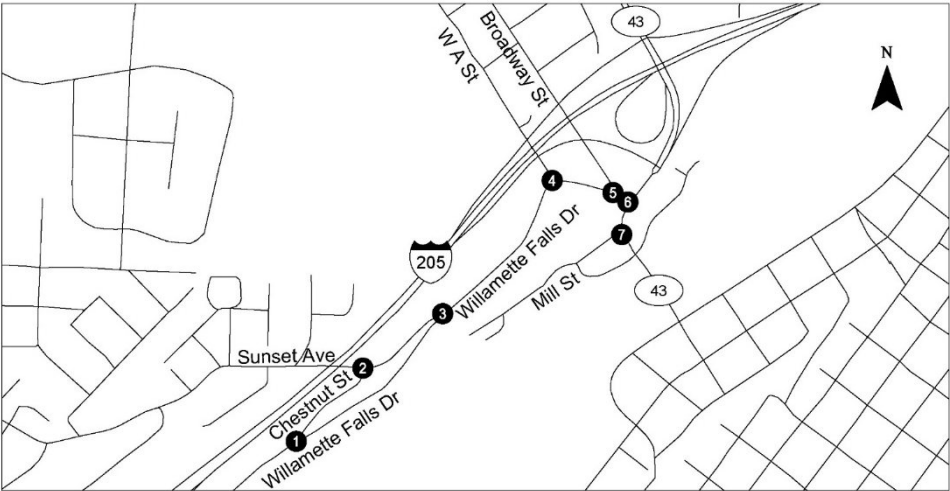 43
W A St
Broadway St
N
4
5
6
7
Willamette Falls Dr
205
Mill St
43
3
Sunset Ave
2
Chestnut St
1
Willamette Falls Dr